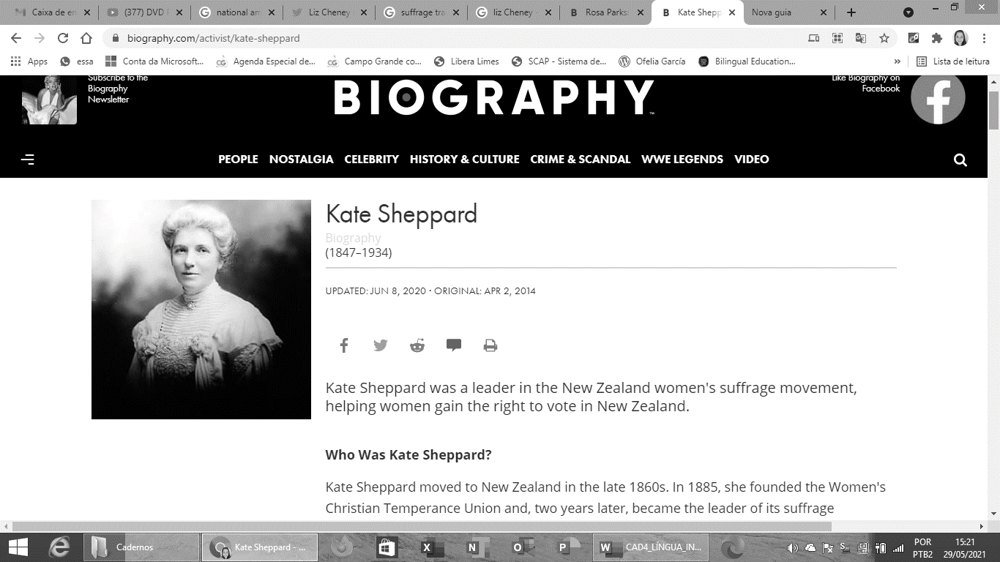 Caixa de en
(377) DVD
national am
Liz Cheney
suffrage tra
liz Cheney
Rosa Parks:
Kate Shepp
Nova guia
biography.com/activist/kate-sheppard
Apps
essa
Conta da Microsoft...
Agenda Especial de...
Campo Grande co...
Libera Limes
SCAP - Sistema de...
Ofelia García
Bilingual Education...
»
Lista de leitura
Subscribe to the
Biography
Newsletter
BIOGRAPHY™
Like Biography on
Facebook
PEOPLE NOSTALGIA CELEBRITY HISTORY & CULTURE CRIME & SCANDAL WWE LEGENDS VIDEO
Kate Sheppard
Biography
(1847–1934)
UPDATED: JUN 8, 2020 · ORIGINAL: APR 2, 2014
Kate Sheppard was a leader in the New Zealand women's suffrage movement,
helping women gain the right to vote in New Zealand.
Who Was Kate Sheppard?
Kate Sheppard moved to New Zealand in the late 1860s. In 1885, she founded the Women's
Christian Temperance Union and, two years later, became the leader of its suffrage
Cadernos
Kate Sheppard - ...
CAD4_LÍNGUA_IN...
POR
PTB2
15:21
29/05/2021